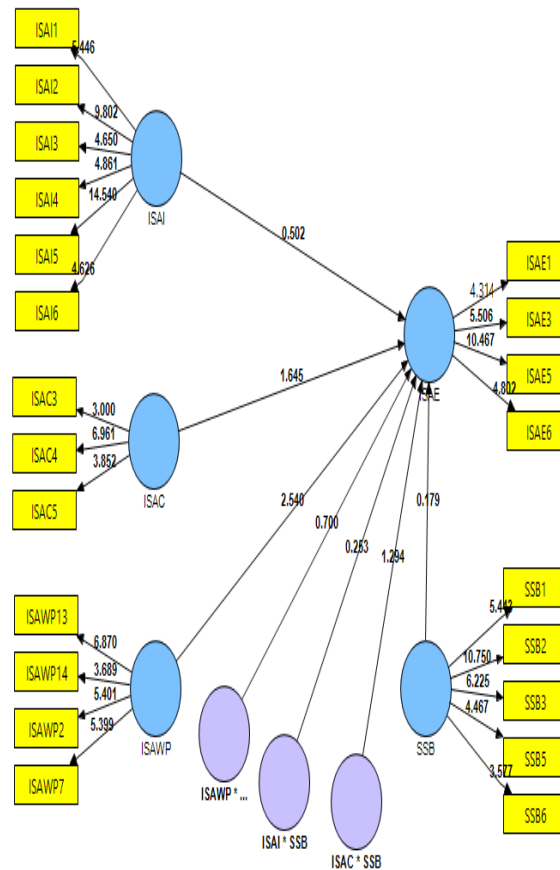 ISAI1
5.446
ISAI2
9.802
ISAI3
4.650
4.861
ISAI4
14.540
ISAI5
4.626
ISAI6
ISAI
0.502
ISAE1
4.314
ISAE3
5.506
10.467
ISAE5
4.802
ISAE6
ISAE
ISAC3
3.000
ISAC4
6.961
3.852
ISAC5
ISAC
1.645
2.540
0.700
0.253
1.294
0.179
ISAWP13
6.870
ISAWP14
3.689
5.401
ISAWP2
5.399
ISAWP7
ISAWP
SSB1
5.442
SSB2
10.750
6.225
SSB3
4.467
SSB5
3.577
SSB6
SSB
ISAWP * ...
ISAI * SSB
ISAC * SSB